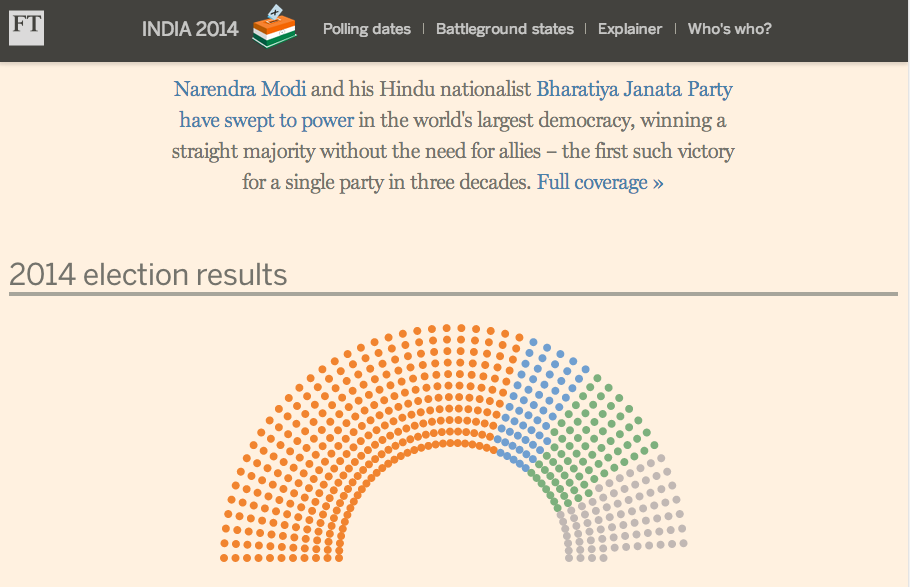 FT
INDIA 2014
Polling dates
Battleground states
Explainer
Who's who?
Narendra Modi and his Hindu nationalist Bharatiya Janata Party
have swept to power in the world's largest democracy, winning a
straight majority without the need for allies – the first such victory
for a single party in three decades. Full coverage »
2014 election results